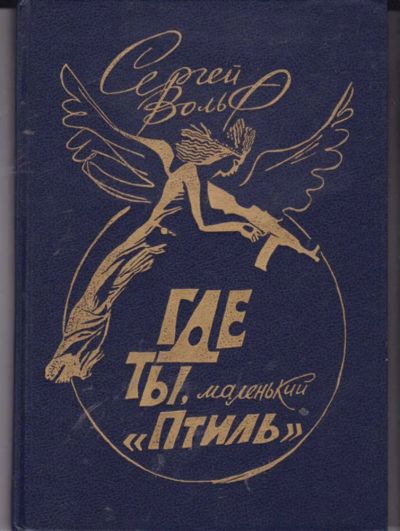 Сергей
Вольф
ГДЕ
ТЫ, маленький
«ПТИЛЬ»